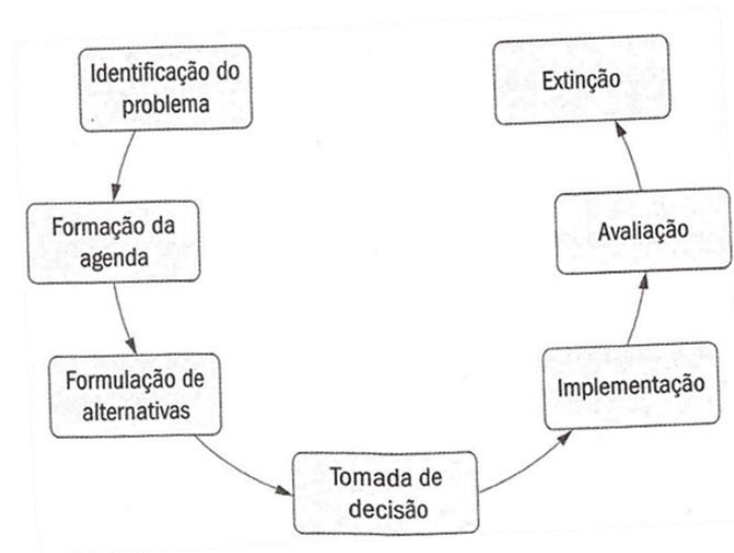 Identificação do
problema
Formação da
agenda
Formulação de
alternativas
Tomada de
decisão
Implementação
Avaliação
Extinção